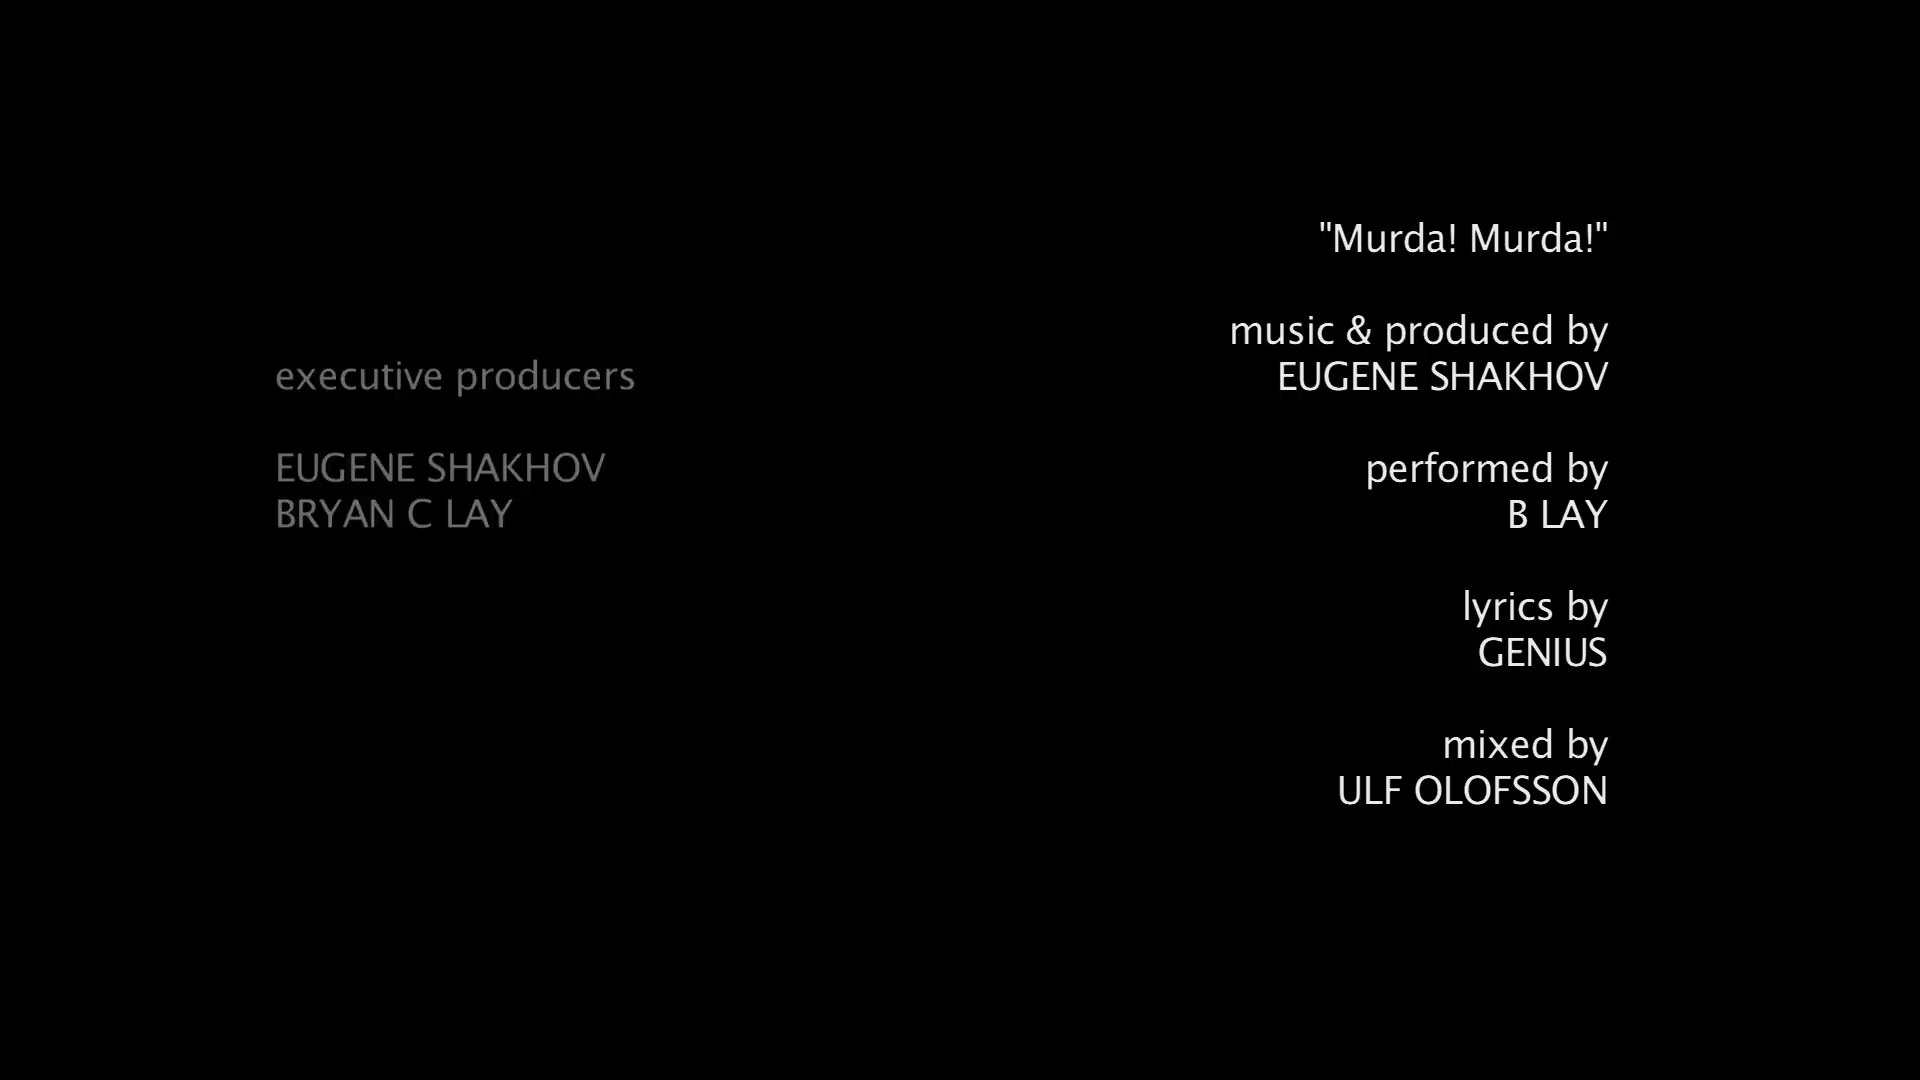 executive producers
EUGENE SHAKHOV
BRYAN C LAY
"Murda! Murda!"
music & produced by
EUGENE SHAKHOV
performed by
B LAY
lyrics by
GENIUS
mixed by
ULF OLOFSSON